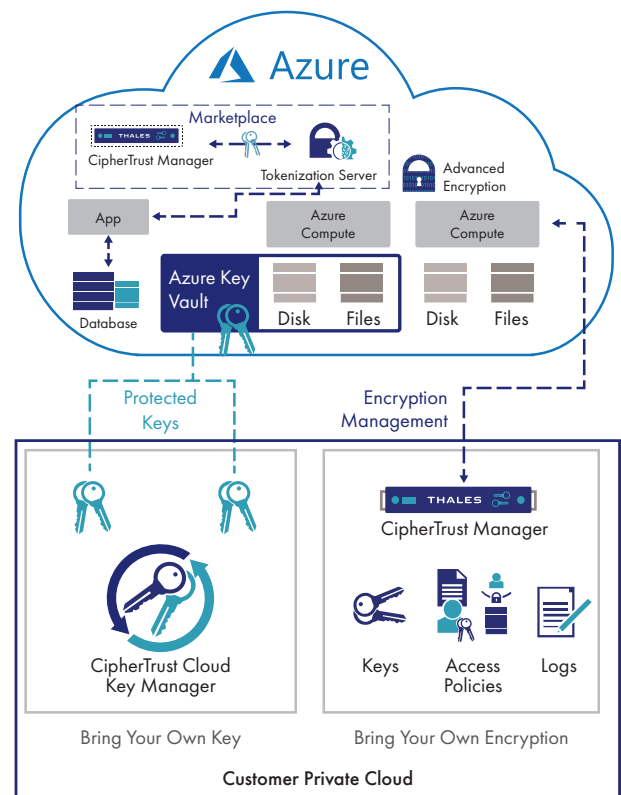 Azure
Marketplace
THALES
CipherTrust Manager
Tokenization Server
Advanced
Encryption
App
Azure
Compute
Azure
Compute
Azure Key
Vault
Database
Disk
Files
Disk
Files
Protected
Keys
Encryption
Management
THALES
CipherTrust Manager
CipherTrust Cloud
Key Manager
Keys
Access
Policies
Logs
Bring Your Own Key
Bring Your Own Encryption
Customer Private Cloud